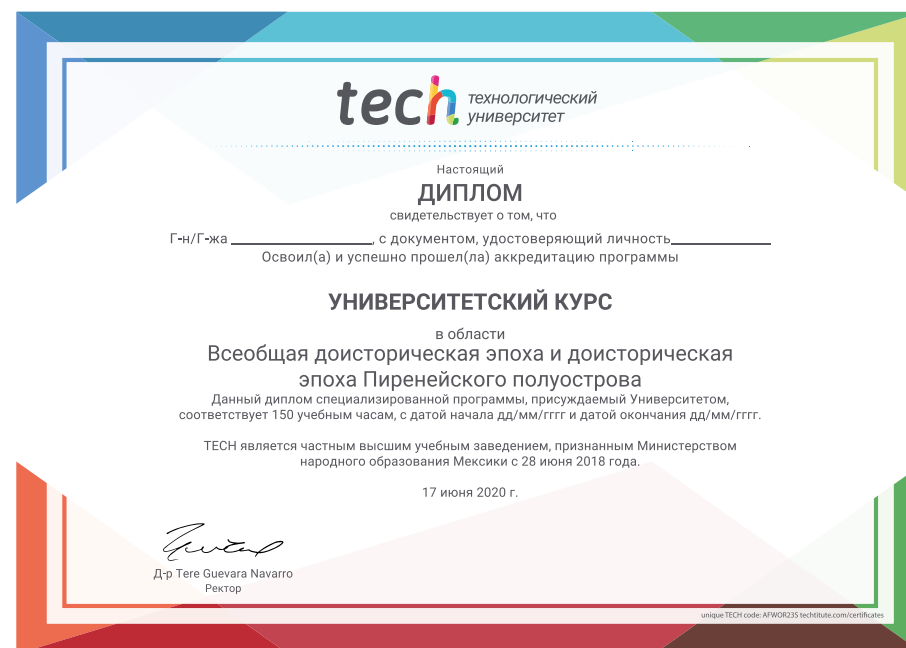 tech технологический
университет
Настоящий
ДИПЛОМ
свидетельствует о том, что
Г-н/Г-жа ____________________, с документом, удостоверяющий личность______________
Освоил(а) и успешно прошел(ла) аккредитацию программы
УНИВЕРСИТЕТСКИЙ КУРС
в области
Всеобщая доисторическая эпоха и доисторическая
эпоха Пиренейского полуострова
Данный диплом специализированной программы, присуждаемый Университетом,
соответствует 150 учебным часам, с датой начала дд/мм/гггг и датой окончания дд/мм/гггг.
TECH является частным высшим учебным заведением, признанным Министерством
народного образования Мексики с 28 июня 2018 года.
17 июня 2020 г.
Д-р Tere Guevara Navarro
Ректор
unique TECH code: AFWOR23S techtitute.com/certificates